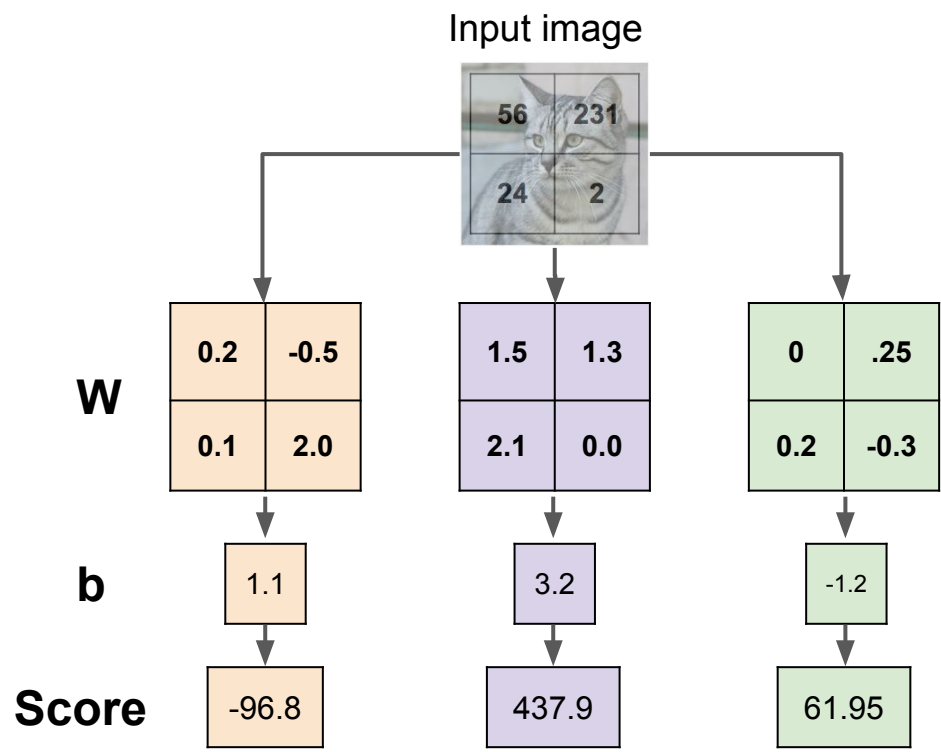 Input image
56 231
24 2
W
0.2 -0.5 1.5 1.3 0 .25
0.1 2.0 2.1 0.0 0.2 -0.3
b 1.1 3.2 -1.2
Score -96.8 437.9 61.95